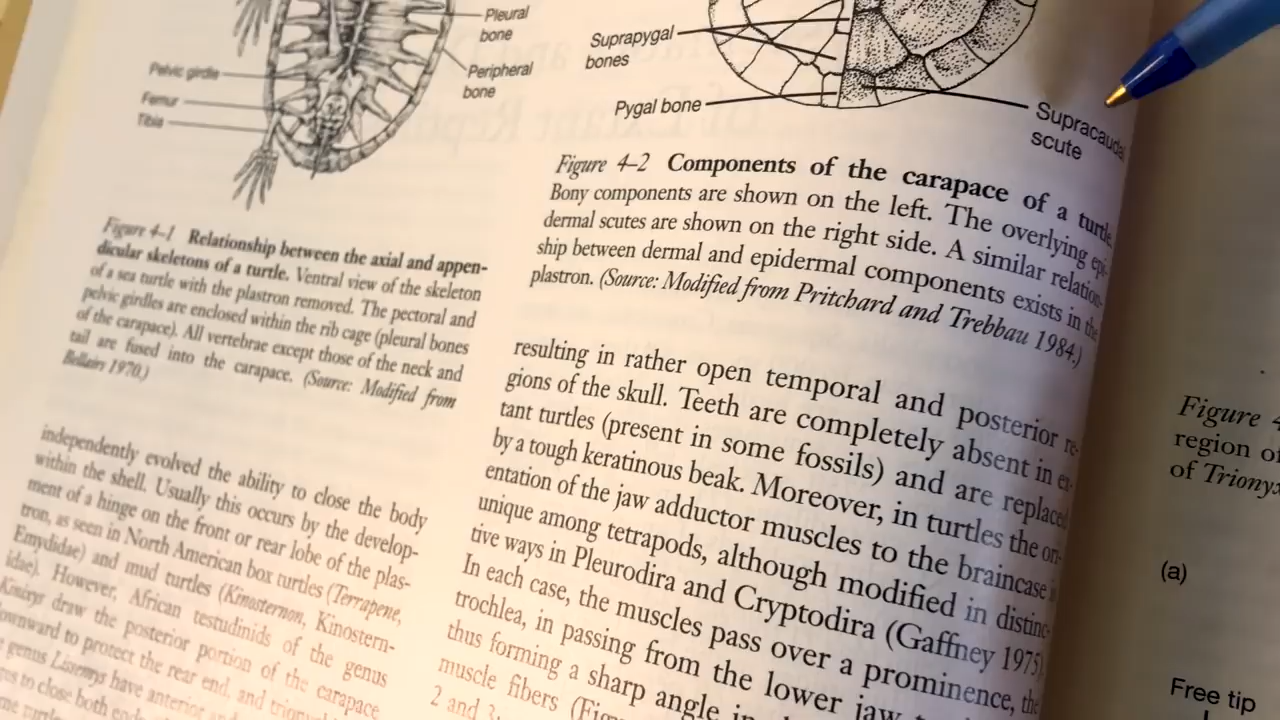 Pleural
bone
Peripheral
bone
Pelvic girdle
Femur
Tibia
Figure 4–1 Relationship between the axial and appen-
dicular skeletons of a turtle. Ventral view of the skeleton
of a sea turtle with the plastron removed. The pectoral and
pelvic girdles are enclosed within the rib cage (pleural bones
of the carapace). All vertebrae except those of the neck and
tail are fused into the carapace. (Source: Modified from
Bellairs 1970.)
independently evolved the ability to close the body
within the shell. Usually this occurs by the develop-
ment of a hinge on the front or rear lobe of the plas-
tron, as seen in North American box turtles (Terrapene,
Emydidae) and mud turtles (Kinosternon, Kinostern-
idae). However, African testudinids of the genus
Kinixys draw the posterior portion of the carapace
downward to protect the rear end, and
genus Lissemys have anterior
to close both
Suprapygal
bones
Pygal bone
Supracaudal
scute
Figure 4–2 Components of the carapace of a turtle
Bony components are shown on the left. The overlying epi-
dermal scutes are shown on the right side. A similar relation-
ship between dermal and epidermal components exists in the
plastron. (Source: Modified from Pritchard and Trebbau 1984.)
resulting in rather open temporal and posterior re-
gions of the skull. Teeth are completely absent in ex-
tant turtles (present in some fossils) and are replaced
by a tough keratinous beak. Moreover, in turtles the ori-
entation of the jaw adductor muscles to the braincase
unique among tetrapods, although modified in distinc-
tive ways in Pleurodira and Cryptodira (Gaffney 1975)
In each case, the muscles pass over a prominence, the
trochlea, in passing from the lower jaw
thus forming a sharp angle in
muscle fibers
2 and 3
Figure 4
region of
of Triony
(a)
Free tip